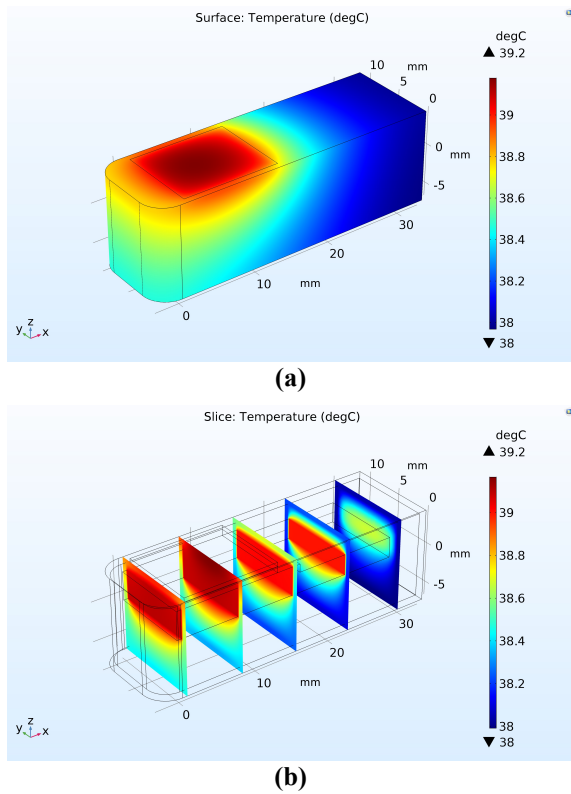 Surface: Temperature (degC)
degC
▲ 39.2
10
mm
5
0
39
0
38.8
mm
-5
38.6
30
38.4
20
38.2
10
mm
0
38
▼ 38
z
y x
(a)
Slice: Temperature (degC)
degC
▲ 39.2
10
mm
5
0
39
0
38.8
mm
-5
38.6
30
38.4
20
38.2
10
mm
0
38
▼ 38
z
y x
(b)